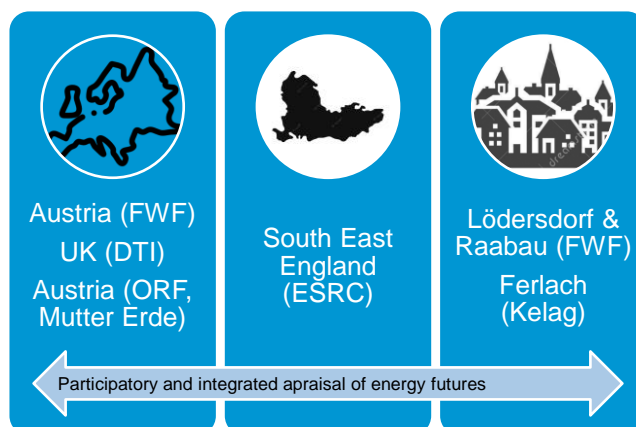 Austria (FWF)
UK (DTI)
Austria (ORF,
Mutter Erde)
South East
England
(ESRC)
Lödersdorf &
Raabau (FWF)
Ferlach
(Kelag)
Participatory and integrated apraisal of energy futures